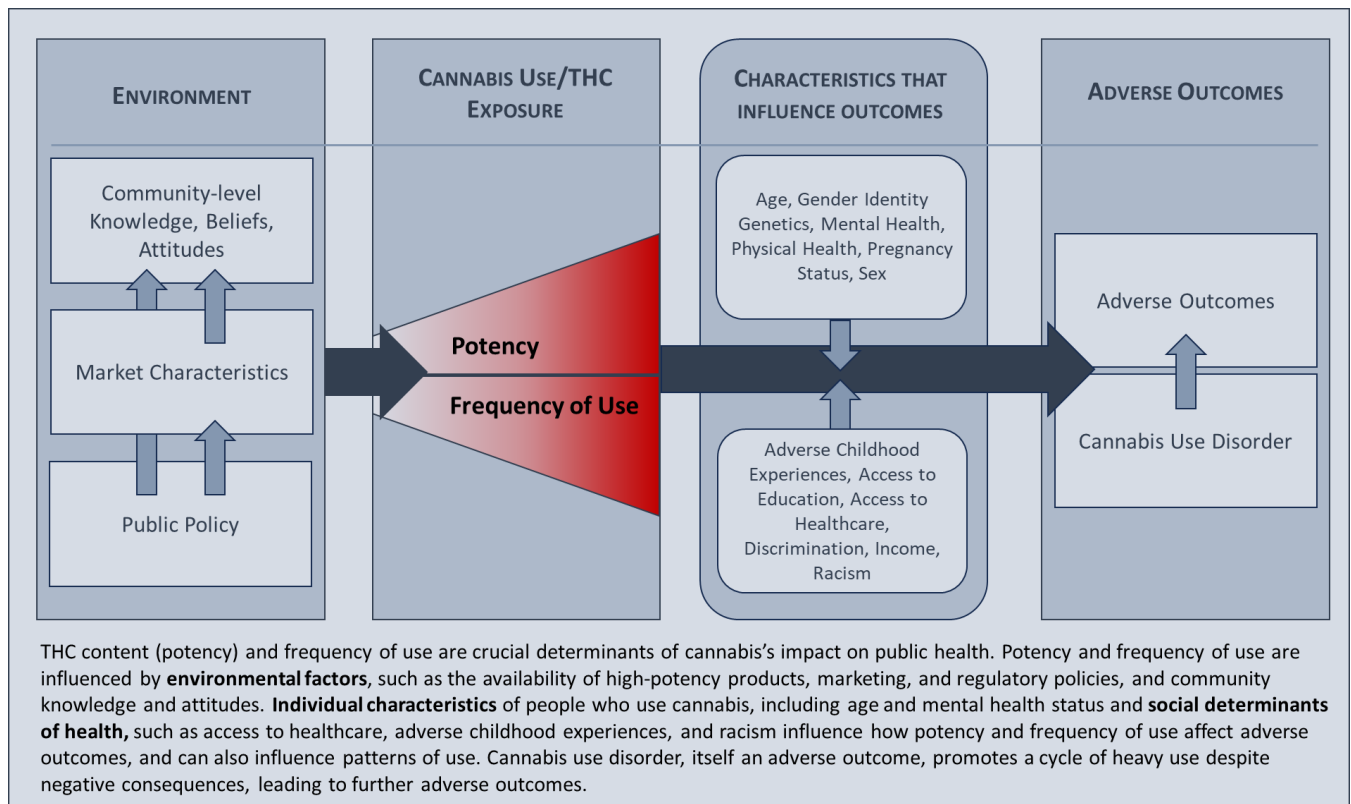 ENVIRONMENT
Community-level
Knowledge, Beliefs,
Attitudes
Market Characteristics
Public Policy
CANNABIS USE/THC
EXPOSURE
Potency
Frequency of Use
CHARACTERISTICS THAT
INFLUENCE OUTCOMES
Age, Gender Identity
Genetics, Mental Health,
Physical Health, Pregnancy
Status, Sex
Adverse Childhood
Experiences, Access to
Education, Access to
Healthcare,
Discrimination, Income,
Racism
ADVERSE OUTCOMES
Adverse Outcomes
Cannabis Use Disorder
THC content (potency) and frequency of use are crucial determinants of cannabis’s impact on public health. Potency and frequency of use are
influenced by environmental factors, such as the availability of high-potency products, marketing, and regulatory policies, and community
knowledge and attitudes. Individual characteristics of people who use cannabis, including age and mental health status and social determinants
of health, such as access to healthcare, adverse childhood experiences, and racism influence how potency and frequency of use affect adverse
outcomes, and can also influence patterns of use. Cannabis use disorder, itself an adverse outcome, promotes a cycle of heavy use despite
negative consequences, leading to further adverse outcomes.